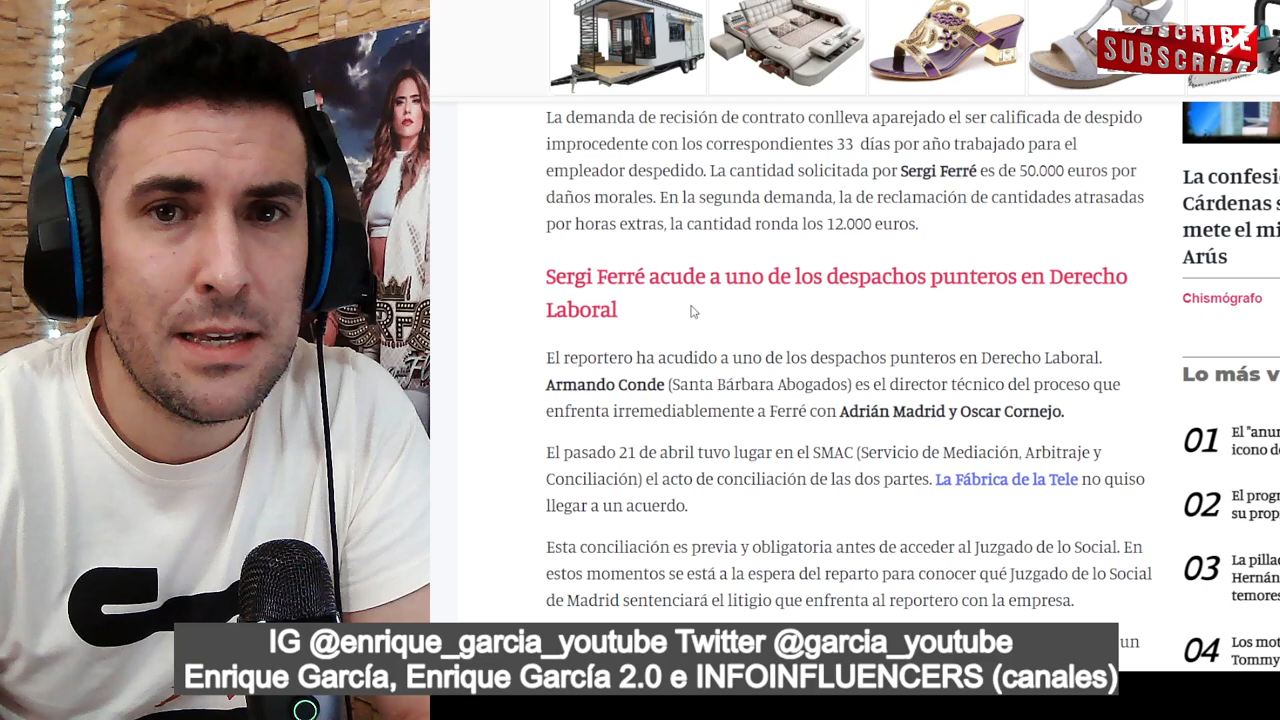 SUBSCRIBE
SUBSCRIBE
La demanda de recisión de contrato conlleva aparejado el ser calificada de despido
improcedente con los correspondientes 33 días por año trabajado para el
empleador despedido. La cantidad solicitada por Sergi Ferré es de 50.000 euros por
daños morales. En la segunda demanda, la de reclamación de cantidades atrasadas
por horas extras, la cantidad ronda los 12.000 euros.
Sergi Ferré acude a uno de los despachos punteros en Derecho
Laboral
El reportero ha acudido a uno de los despachos punteros en Derecho Laboral.
Armando Conde (Santa Bárbara Abogados) es el director técnico del proceso que
enfrenta irremediablemente a Ferré con Adrián Madrid y Oscar Cornejo.
El pasado 21 de abril tuvo lugar en el SMAC (Servicio de Mediación, Arbitraje y
Conciliación) el acto de conciliación de las dos partes. La Fábrica de la Tele no quiso
llegar a un acuerdo.
Esta conciliación es previa y obligatoria antes de acceder al Juzgado de lo Social. En
estos momentos se está a la espera del reparto para conocer qué Juzgado de lo Social
de Madrid sentenciará el litigio que enfrenta al reportero con la empresa.
un
La confesi
Cárdenas s
mete el mi
Arús
Chismógrafo
Lo más v
01 El "anun
icono de
02 El prog
su prop
03 La pilla
Hernán
temores
04 Los mot
Tommy
IG @enrique_garcia_youtube Twitter @garcia_youtube
Enrique García, Enrique García 2.0 e INFOINFLUENCERS (canales)